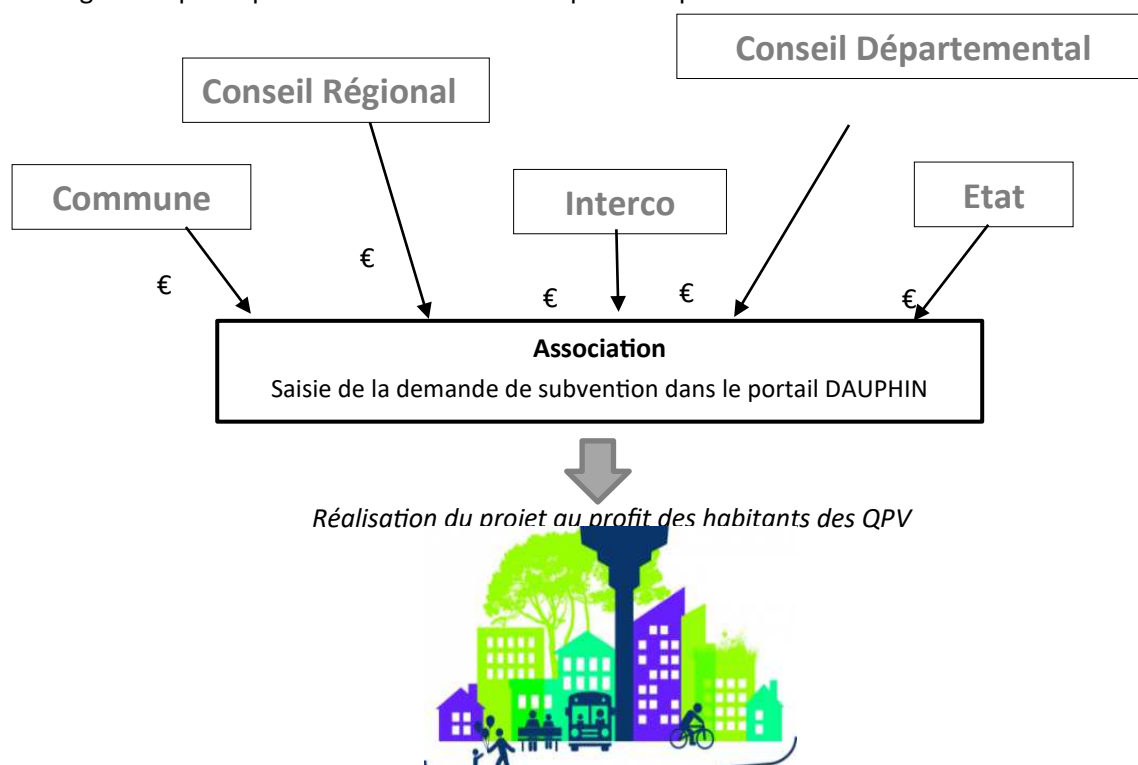 Conseil Départemental
Conseil Régional
Commune
Interco
Etat
€
€
€
€
€
Association
Saisie de la demande de subvention dans le portail DAUPHIN
Réalisation du projet au profit des habitants des QPV